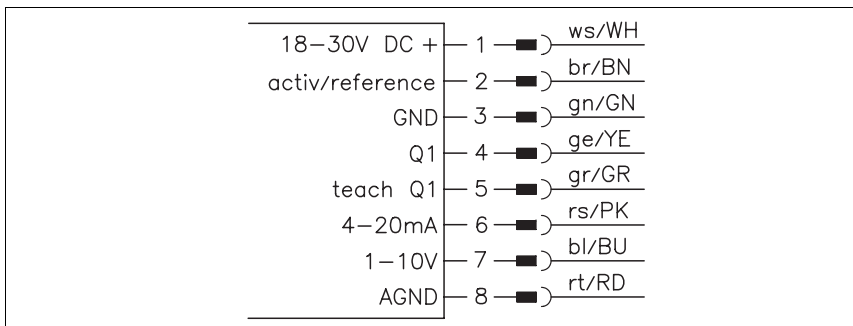 18-30V DC + 1 ws/WH
activ/reference 2 br/BN
GND 3 gn/GN
Q1 4 ge/YE
teach Q1 5 gr/GR
4-20mA 6 rs/PK
1-10V 7 bl/BU
AGND 8 rt/RD